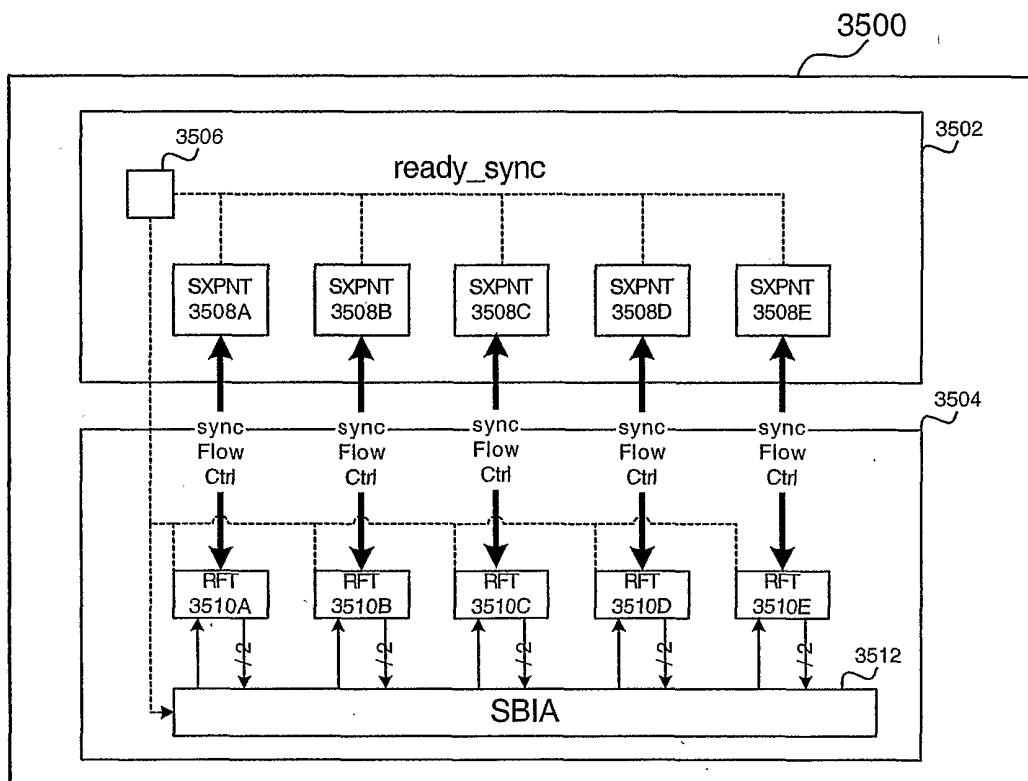 3500
3506
3502
ready_sync
SXPNT SXPNT SXPNT SXPNT SXPNT
3508A 3508B 3508C 3508D 3508E
3504
sync sync sync sync sync
Flow Flow Flow Flow Flow
Ctrl Ctrl Ctrl Ctrl Ctrl
RFT RFT RFT RFT RFT
3510A 3510B 3510C 3510D 3510E
/2 /2 /2 /2 /2
3512
SBIA